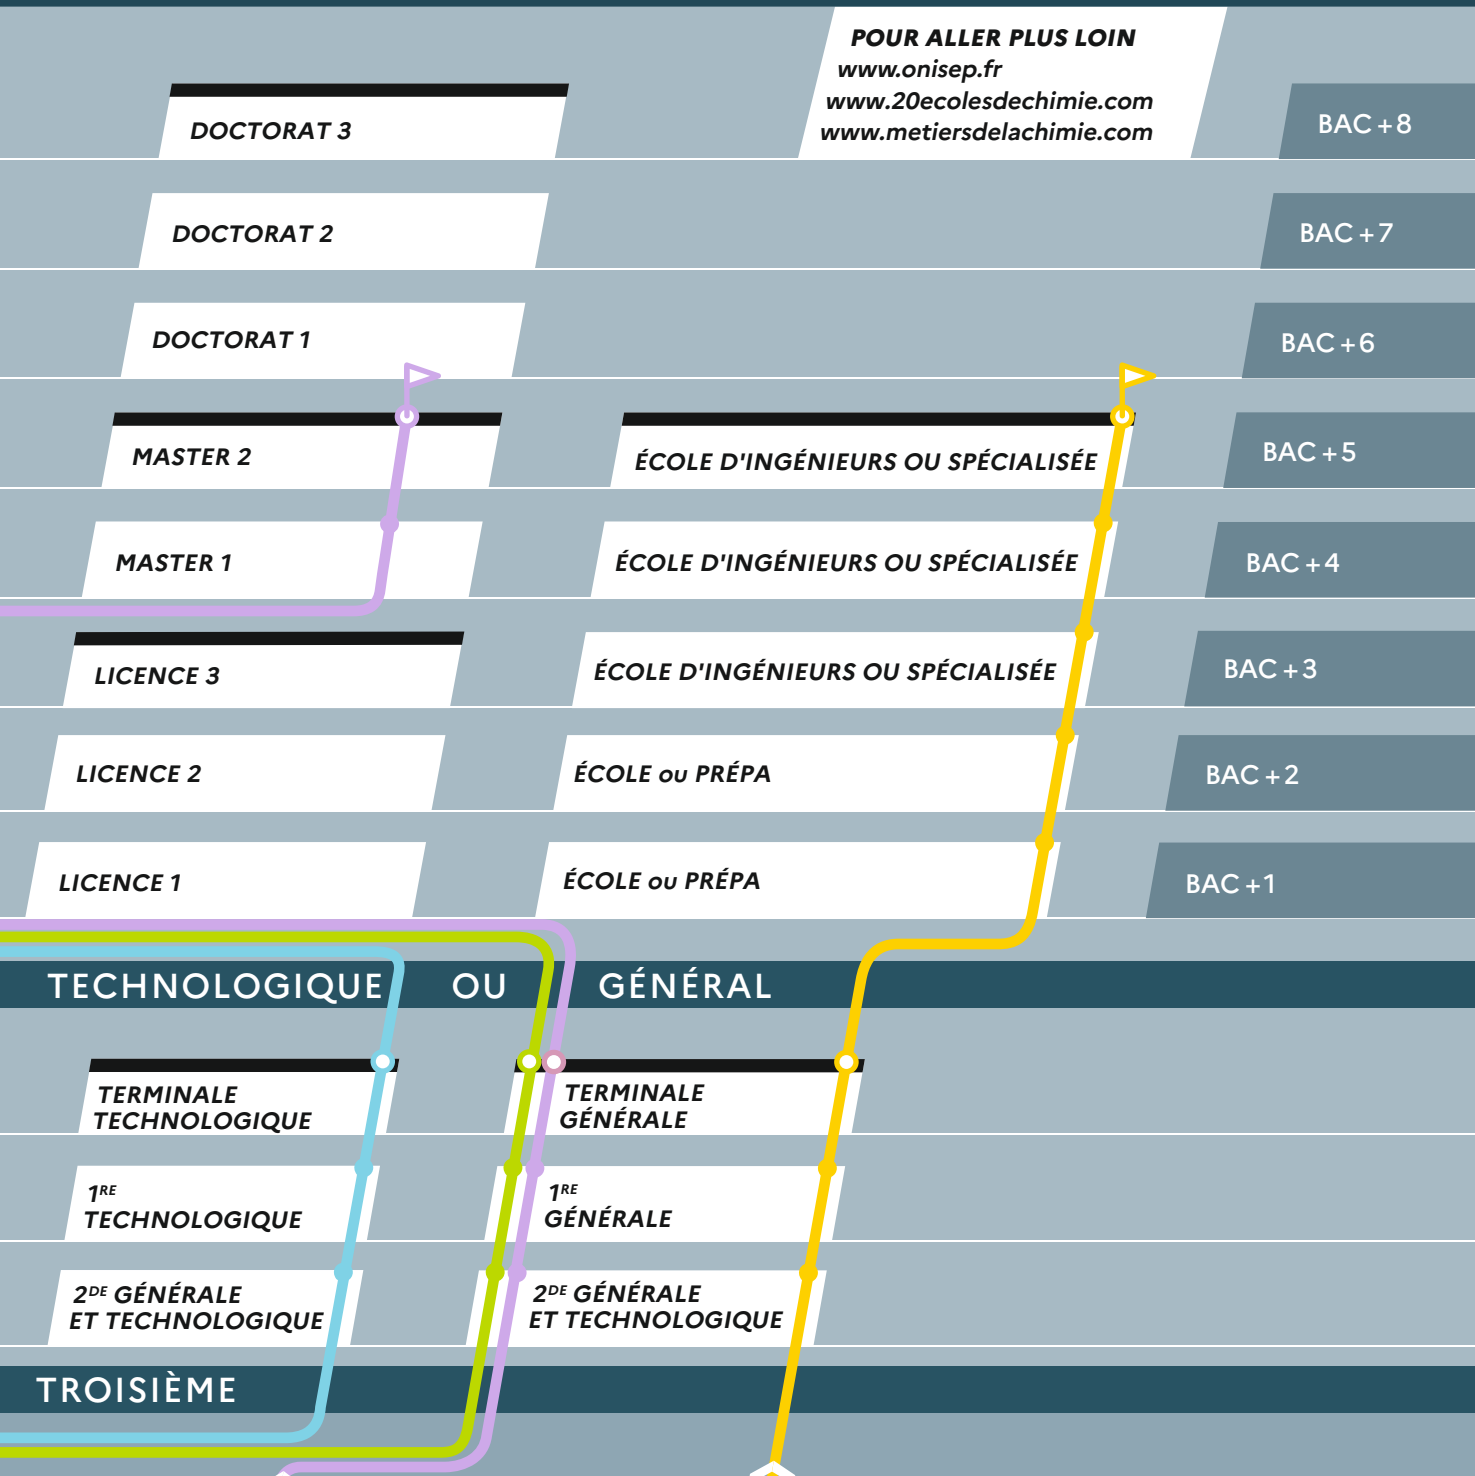 POUR ALLER PLUS LOIN
www.onisep.fr
www.20ecolesdechimie.com
www.metiersdelachimie.com
DOCTORAT 3
BAC +8
DOCTORAT 2
BAC +7
DOCTORAT 1
BAC +6
MASTER 2
ÉCOLE D'INGÉNIEURS OU SPÉCIALISÉE
BAC +5
MASTER 1
ÉCOLE D'INGÉNIEURS OU SPÉCIALISÉE
BAC +4
LICENCE 3
ÉCOLE D'INGÉNIEURS OU SPÉCIALISÉE
BAC +3
LICENCE 2
ÉCOLE ou PRÉPA
BAC +2
LICENCE 1
ÉCOLE ou PRÉPA
BAC +1
TECHNOLOGIQUE OU GÉNÉRAL
TERMINALE
TECHNOLOGIQUE
TERMINALE
GÉNÉRALE
1RE
TECHNOLOGIQUE
1RE
GÉNÉRALE
2DE GÉNÉRALE
ET TECHNOLOGIQUE
2DE GÉNÉRALE
ET TECHNOLOGIQUE
TROISIÈME